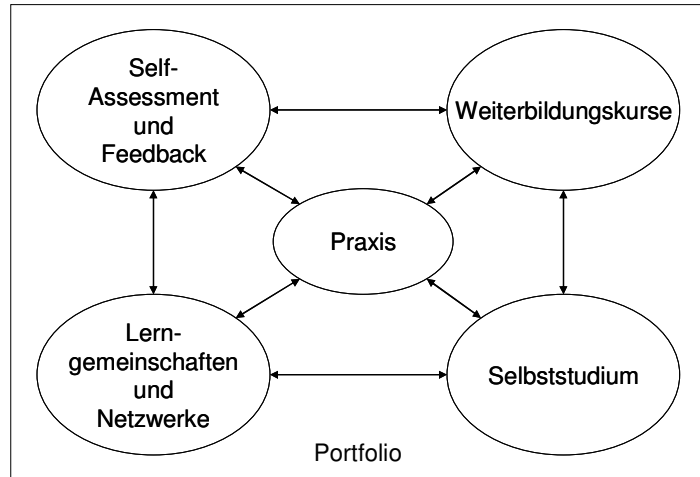 Self-
Assessment
und
Feedback
Weiterbildungskurse
Praxis
Lern-
gemeinschaften
und
Netzwerke
Selbststudium
Portfolio